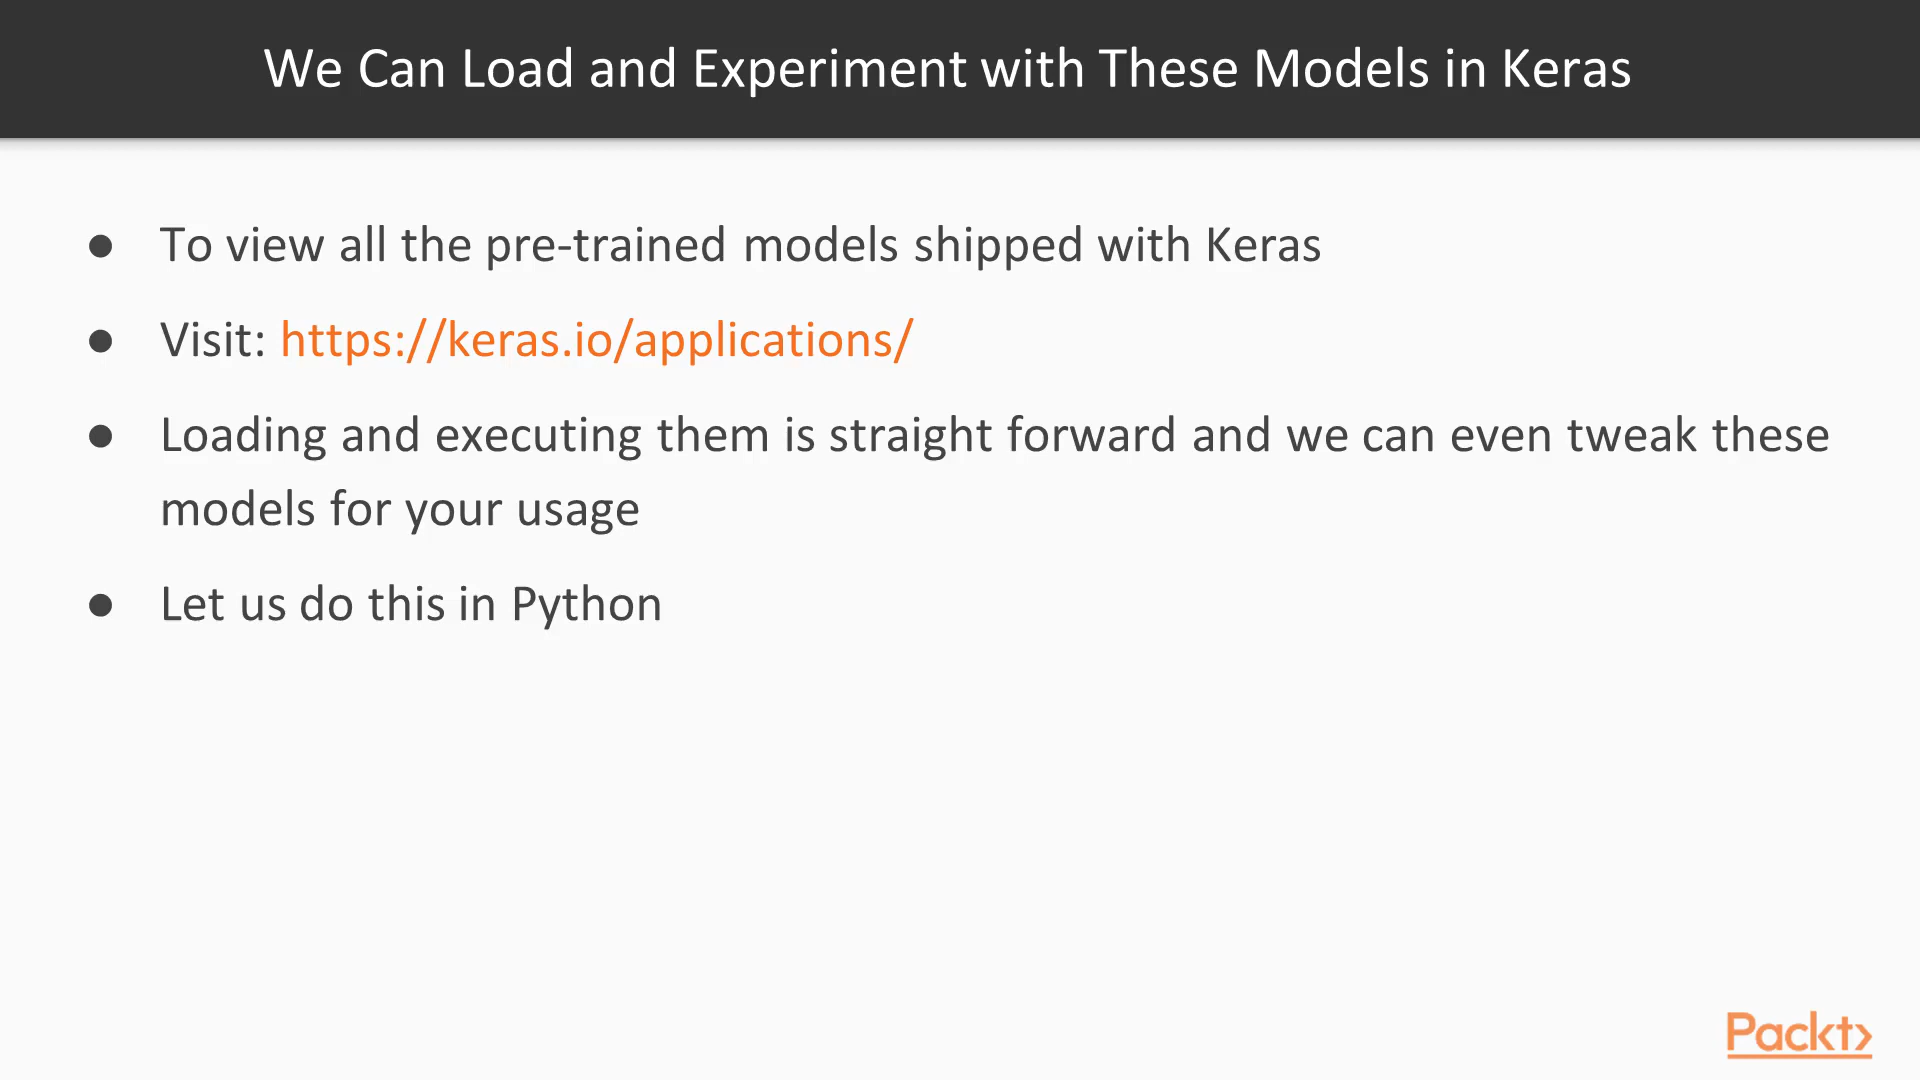 We Can Load and Experiment with These Models in Keras
● To view all the pre-trained models shipped with Keras
● Visit: https://keras.io/applications/
● Loading and executing them is straight forward and we can even tweak these
models for your usage
● Let us do this in Python
Packt>